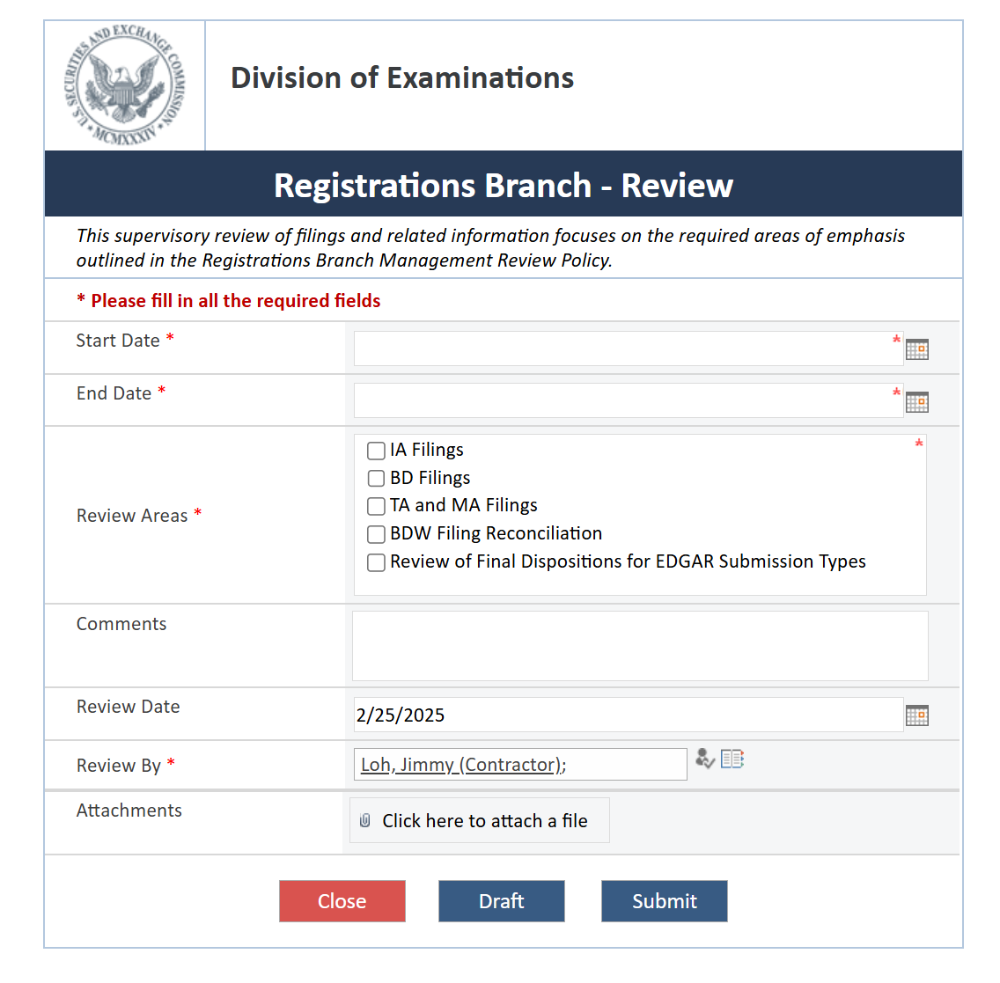 U.S. SECURITIES AND EXCHANGE COMMISSION
MCMXXXIV
Division of Examinations
Registrations Branch - Review
This supervisory review of filings and related information focuses on the required areas of emphasis
outlined in the Registrations Branch Management Review Policy.
* Please fill in all the required fields
Start Date *
*
End Date *
*
Review Areas *
*
IA Filings
BD Filings
TA and MA Filings
BDW Filing Reconciliation
Review of Final Dispositions for EDGAR Submission Types
Comments
Review Date
2/25/2025
Review By *
Loh, Jimmy (Contractor);
Attachments
Click here to attach a file
Close
Draft
Submit